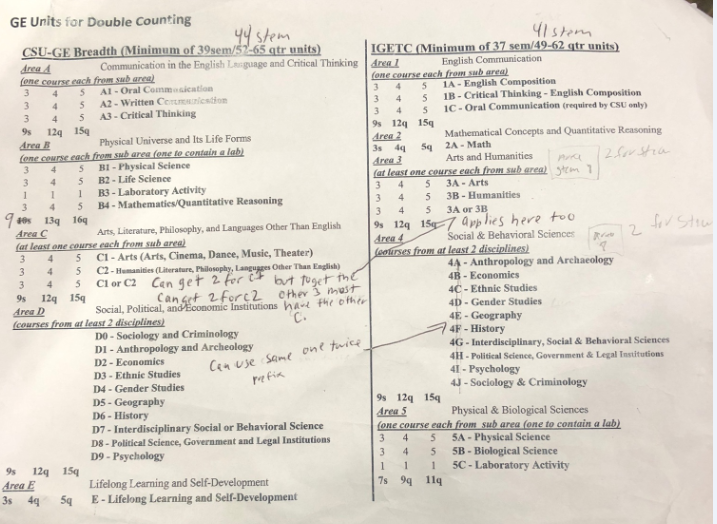 GE Units for Double Counting
44 stem
CSU-GE Breadth (Minimum of 39sem/52-65 qtr units)
Area A Communication in the English Language and Critical Thinking
(one course each from sub area)
3 4 5 A1 - Oral Communication
3 4 5 A2 - Written Communication
3 4 5 A3 - Critical Thinking
9s 12q 15q
Area B Physical Universe and Its Life Forms
(one course each from sub area (one to contain a lab)
3 4 5 B1 - Physical Science
3 4 5 B2 - Life Science
1 1 1 B3 - Laboratory Activity
3 4 5 B4 - Mathematics/Quantitative Reasoning
9 10s 13q 16q
Area C Arts, Literature, Philosophy, and Languages Other Than English
(at least one course each from sub area)
3 4 5 C1 - Arts (Arts, Cinema, Dance, Music, Theater)
3 4 5 C2 - Humanities (Literature, Philosophy, Languages Other Than English)
3 4 5 C1 or C2 Can get 2 for C1 but to get the
9s 12q 15q Can get 2 for C2 other 3 must
have the other
C.
Area D Social, Political, and Economic Institutions
(courses from at least 2 disciplines)
D0 - Sociology and Criminology
D1 - Anthropology and Archeology
D2 - Economics
D3 - Ethnic Studies
D4 - Gender Studies
D5 - Geography
D6 - History
D7 - Interdisciplinary Social or Behavioral Science
D8 - Political Science, Government and Legal Institutions
D9 - Psychology
Can use same one twice
prefix
9s 12q 15q
Area E Lifelong Learning and Self-Development
3s 4q 5q E - Lifelong Learning and Self-Development
41 stem
IGETC (Minimum of 37 sem/49-62 qtr units)
Area 1 English Communication
(one course each from sub area)
3 4 5 1A - English Composition
3 4 5 1B - Critical Thinking - English Composition
3 4 5 1C - Oral Communication (required by CSU only)
9s 12q 15q
Area 2 Mathematical Concepts and Quantitative Reasoning
3s 4q 5q 2A - Math
Area 3 Arts and Humanities
(at least one course each from sub area)
stem
2 for stem
3 4 5 3A - Arts
3 4 5 3B - Humanities
3 4 5 3A or 3B
9s 12q 15q applies here too
Area 4 Social & Behavioral Sciences
2 for stem
(courses from at least 2 disciplines)
4A - Anthropology and Archaeology
4B - Economics
4C - Ethnic Studies
4D - Gender Studies
4E - Geography
4F - History
4G - Interdisciplinary, Social & Behavioral Sciences
4H - Political Science, Government & Legal Institutions
4I - Psychology
4J - Sociology & Criminology
9s 12q 15q
Area 5 Physical & Biological Sciences
(one course each from sub area (one to contain a lab)
3 4 5 5A - Physical Science
3 4 5 5B - Biological Science
1 1 1 5C - Laboratory Activity
7s 9q 11q